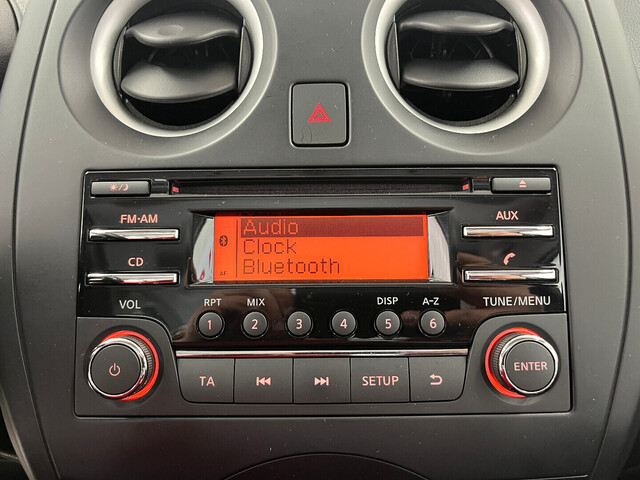 FM·AM
AUX
Audio
Clock
Bluetooth
AF
CD
VOL
RPT
MIX
DISP
A-Z
TUNE/MENU
1
2
3
4
5
6
TA
SETUP
ENTER